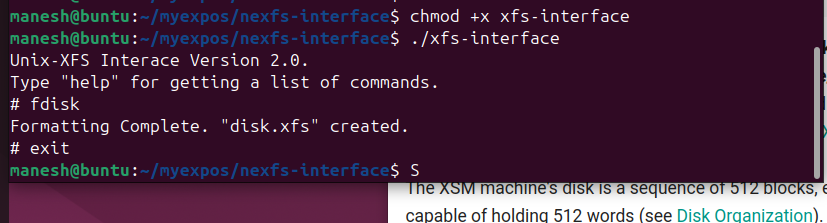 manesh@buntu:~/myexpos/nexfs-interface$ chmod +x xfs-interface
manesh@buntu:~/myexpos/nexfs-interface$ ./xfs-interface
Unix-XFS Interace Version 2.0.
Type "help" for getting a list of commands.
# fdisk
Formatting Complete. "disk.xfs" created.
# exit
manesh@buntu:~/myexpos/nexfs-interface$ S
The XSM machine's disk is a sequence of 512 blocks,
capable of holding 512 words (see Disk Organization).